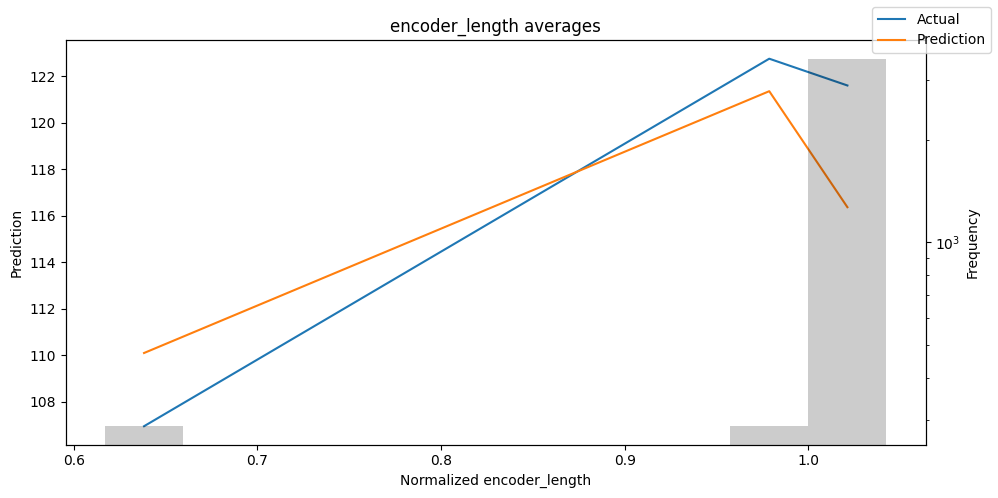 encoder_length averages
Actual
Prediction
Prediction
122
120
118
116
114
112
110
108
0.6
0.7
0.8
0.9
1.0
Normalized encoder_length
10³
Frequency